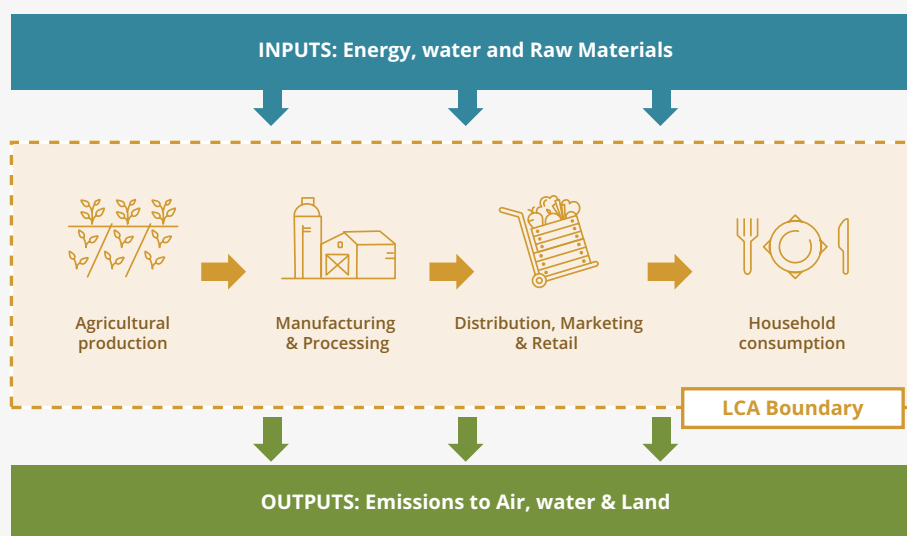 INPUTS: Energy, water and Raw Materials
Agricultural
production
Manufacturing
& Processing
Distribution, Marketing
& Retail
Household
consumption
LCA Boundary
OUTPUTS: Emissions to Air, water & Land